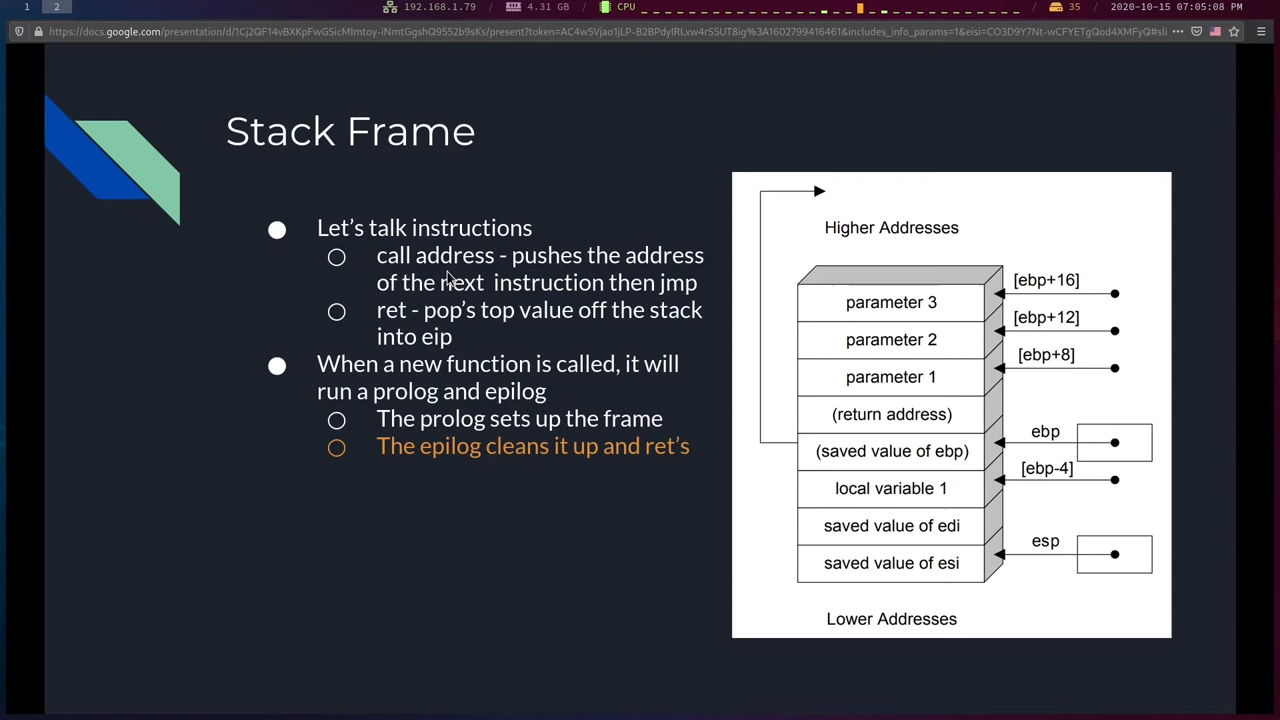 1 2 192.168.1.79 4.31 GB CPU 35 2020-10-15 17:05:08
Stack Frame
Let's talk instructions
call address - pushes the address
of the next instruction then jmp
ret - pop's top value off the stack
into eip
When a new function is called, it will
run a prolog and epilog
The prolog sets up the frame
The epilog cleans it up and ret's
Higher Addresses
parameter 3 [ebp+16]
parameter 2 [ebp+12]
parameter 1 [ebp+8]
(return address)
(saved value of ebp) ebp
local variable 1 [ebp-4]
saved value of edi
saved value of esi esp
Lower Addresses